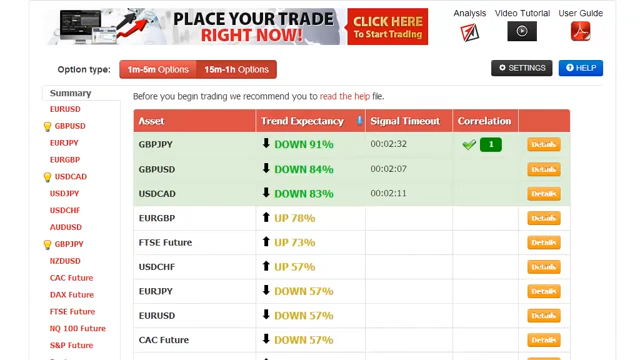 PLACE YOUR TRADE
RIGHT NOW!
CLICK HERE
To Start Trading
Analysis
Video Tutorial
User Guide
Option type:
1m-5m Options
15m-1h Options
SETTINGS
? HELP
Summary
EURUSD
GBPUSD
EURJPY
EURGBP
USDCAD
USDJPY
USDCHF
AUDUSD
GBPJPY
NZDUSD
CAC Future
DAX Future
FTSE Future
NQ 100 Future
S&P Future
Before you begin trading we recommend you to read the help file.
Asset Trend Expectancy Signal Timeout Correlation
GBPJPY DOWN 91% 00:02:32 1 Details
GBPUSD DOWN 84% 00:02:07 Details
USDCAD DOWN 83% 00:02:11 Details
EURGBP UP 78% Details
FTSE Future UP 73% Details
USDCHF UP 57% Details
EURJPY DOWN 57% Details
EURUSD DOWN 57% Details
CAC Future DOWN 57% Details